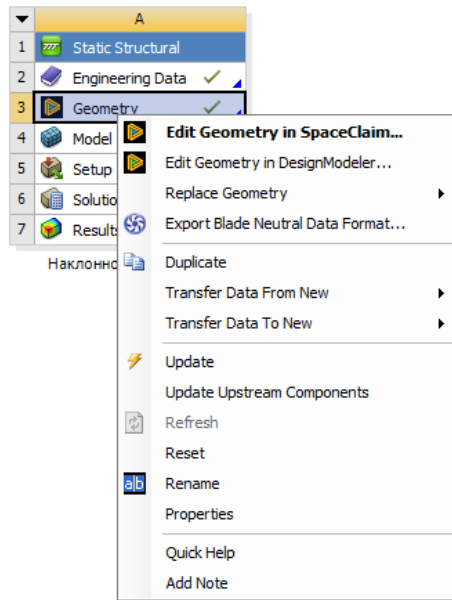 A
1 Static Structural
2 Engineering Data
3 Geometry
4 Model
5 Setup
6 Solutio
7 Results
Наклонно
Edit Geometry in SpaceClaim...
Edit Geometry in DesignModeler...
Replace Geometry
Export Blade Neutral Data Format...
Duplicate
Transfer Data From New
Transfer Data To New
Update
Update Upstream Components
Refresh
Reset
a|b Rename
Properties
Quick Help
Add Note